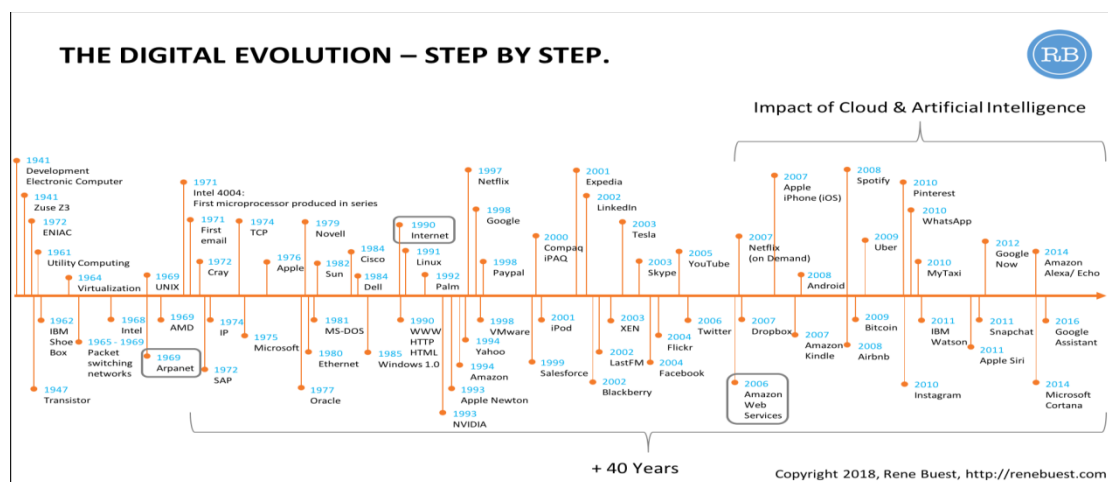 THE DIGITAL EVOLUTION – STEP BY STEP.
RB
Impact of Cloud & Artificial Intelligence
1941
Development
Electronic Computer
1941
Zuse Z3
1972
ENIAC
1961
Utility Computing
1964
Virtualization
1969
UNIX
1971
Intel 4004:
First microprocessor produced in series
1971
First
email
1972
Cray
1974
TCP
1976
Apple
1979
Novell
1982
Sun
1984
Cisco
1984
Dell
1990
Internet
1991
Linux
1992
Palm
1997
Netflix
1998
Google
1998
Paypal
2000
Compaq
iPAQ
2001
Expedia
2002
LinkedIn
2003
Tesla
2003
Skype
2005
YouTube
2007
Netflix
(on Demand)
2007
Apple
iPhone (iOS)
2008
Android
2008
Spotify
2009
Uber
2010
Pinterest
2010
WhatsApp
2010
MyTaxi
2012
Google
Now
2014
Amazon
Alexa/ Echo
1962
IBM
Shoe
Box
1947
Transistor
1965 - 1969
Packet
switching
networks
1968
Intel
1969
Arpanet
1969
AMD
1972
SAP
1974
IP
1975
Microsoft
1977
Oracle
1980
Ethernet
1981
MS-DOS
1985
Windows 1.0
1990
WWW
HTTP
HTML
1993
NVIDIA
1993
Apple Newton
1994
Amazon
1994
Yahoo
1998
VMware
1999
Salesforce
2001
iPod
2002
Blackberry
2002
LastFM
2003
XEN
2004
Facebook
2004
Flickr
2006
Twitter
2006
Amazon
Web
Services
2007
Dropbox
2007
Amazon
Kindle
2008
Airbnb
2009
Bitcoin
2010
Instagram
2011
IBM
Watson
2011
Apple Siri
2011
Snapchat
2014
Microsoft
Cortana
2016
Google
Assistant
+ 40 Years
Copyright 2018, Rene Buest, http://renebuest.com